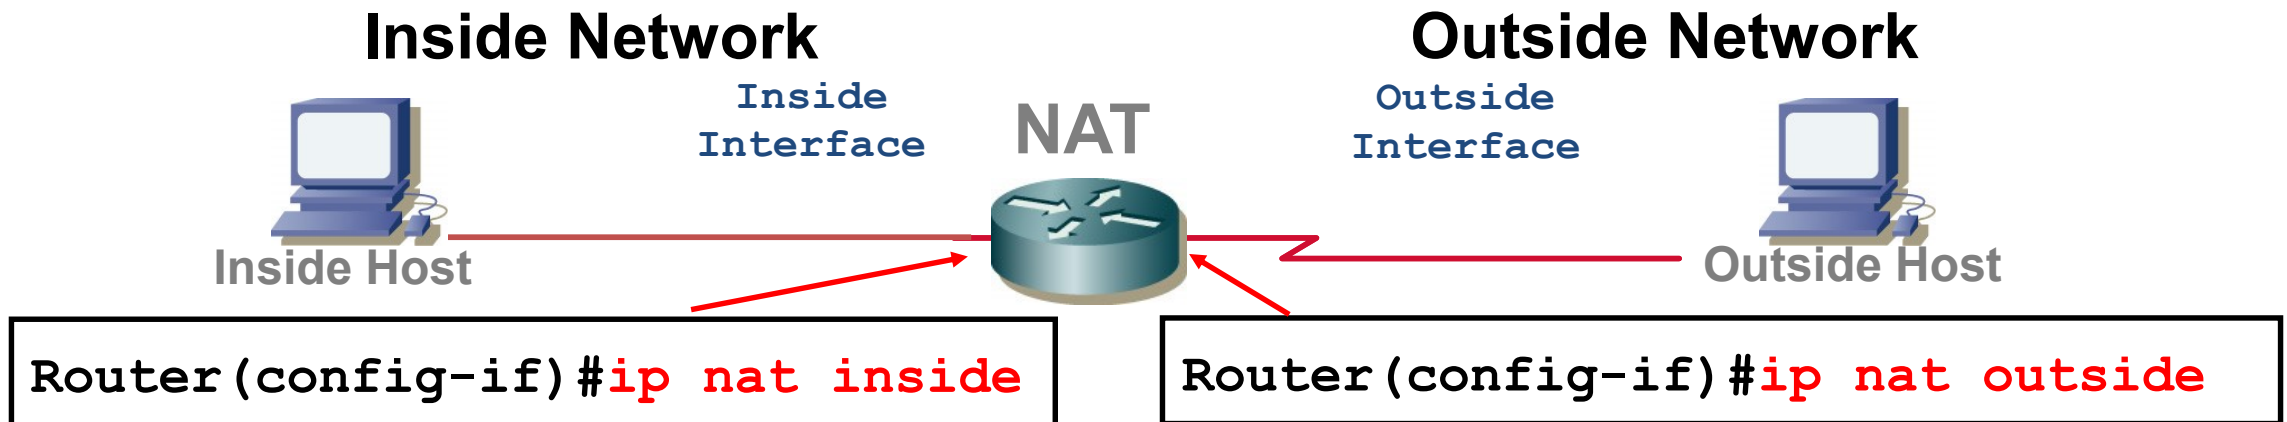 Inside Network
Outside Network
Inside
Interface
NAT
Outside
Interface
Inside Host
Outside Host
Router(config-if)#ip nat inside
Router(config-if)#ip nat outside